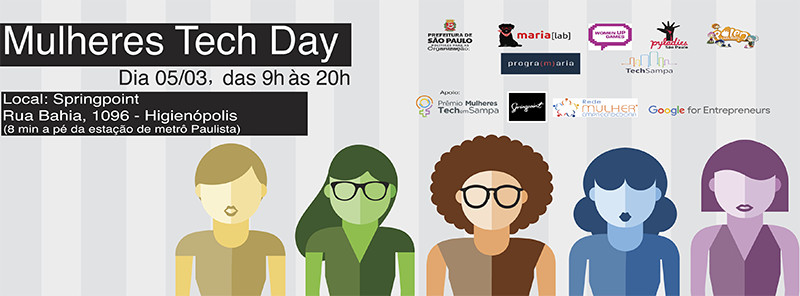 Mulheres Tech Day
Dia 05/03, das 9h às 20h
Local: Springpoint
Rua Bahia, 1096 - Higienópolis
(8 min a pé da estação de metrô Paulista)
PREFEITURA DE
SÃO PAULO
Organização:
maria[lab]
WOMEN UP
GAMES
pyladies
São Paulo
progra{m}aria
TechSampa
Apoio:
Prêmio Mulheres
Tech em Sampa
Rede
MULHER
EMPREENDEDORA
Google for Entrepreneurs